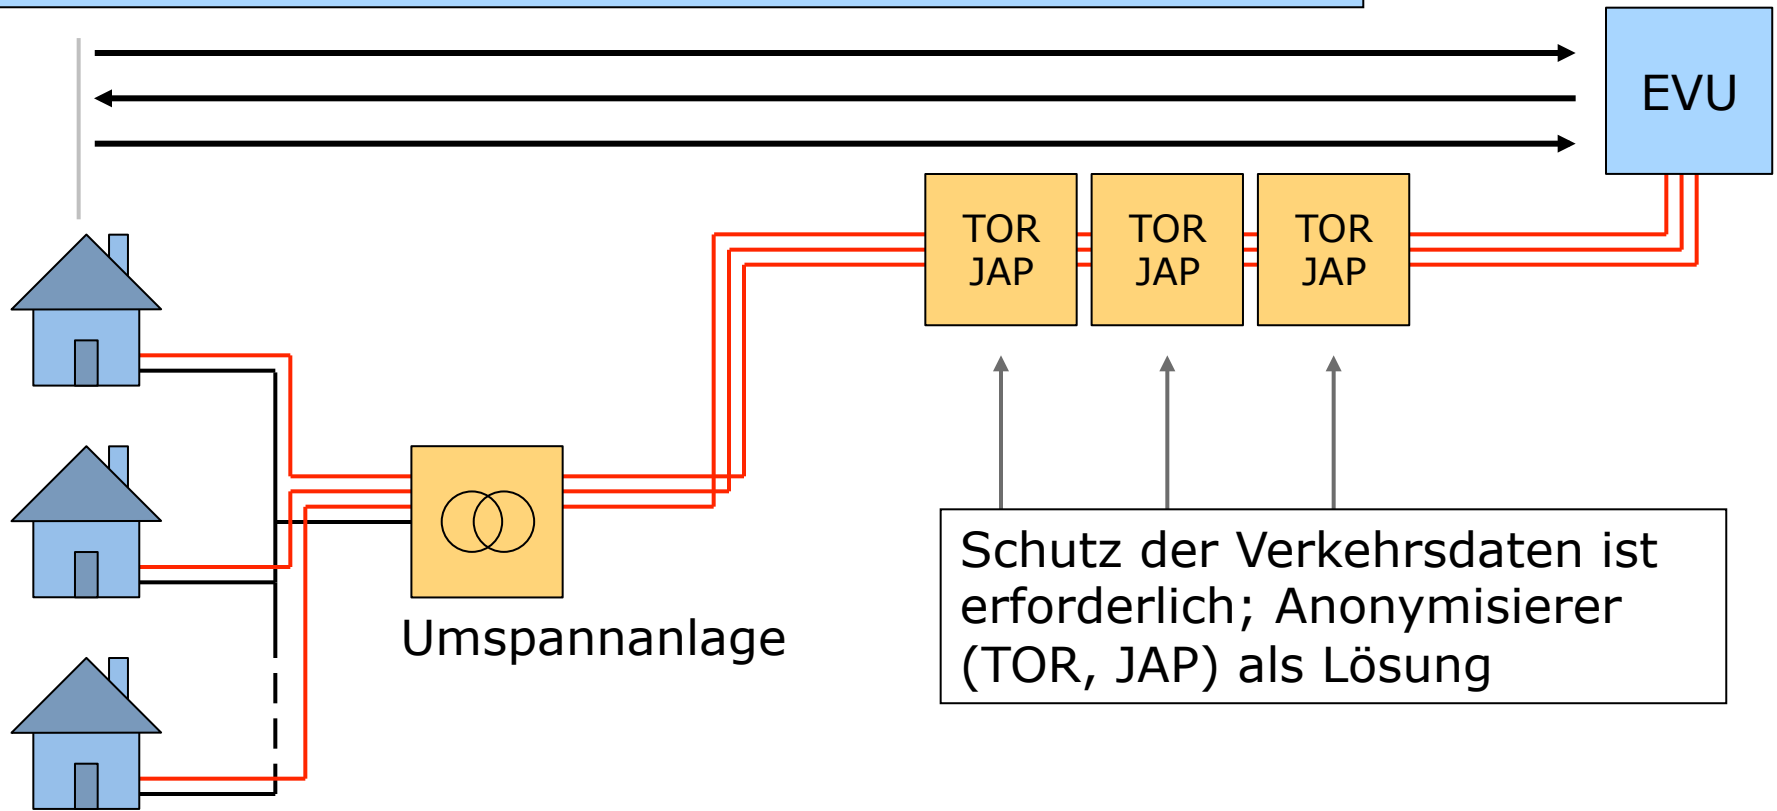 EVU
TOR
JAP
TOR
JAP
TOR
JAP
Umspannanlage
Schutz der Verkehrsdaten ist
erforderlich; Anonymisierer
(TOR, JAP) als Lösung